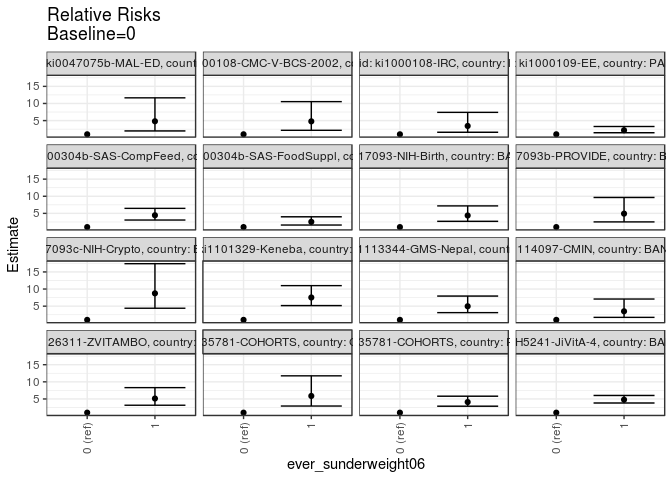 Relative Risks
Baseline=0
ki0047075b-MAL-ED, count
00108-CMC-V-BCS-2002, co
id: ki1000108-IRC, country:
ki1000109-EE, country: PA
15
10
5
00304b-SAS-CompFeed, co
00304b-SAS-FoodSuppl, co
17093-NIH-Birth, country: BA
7093b-PROVIDE, country: B
15
10
5
7093c-NIH-Crypto, country: B
ki1101329-Keneba, country:
1113344-GMS-Nepal, count
114097-CMIN, country: BAN
15
10
5
26311-ZVITAMBO, country:
35781-COHORTS, country:
35781-COHORTS, country:
H5241-JiVitA-4, country: BA
15
10
5
Estimate
0 (ref)
1
0 (ref)
1
0 (ref)
1
0 (ref)
1
ever_sunderweight06